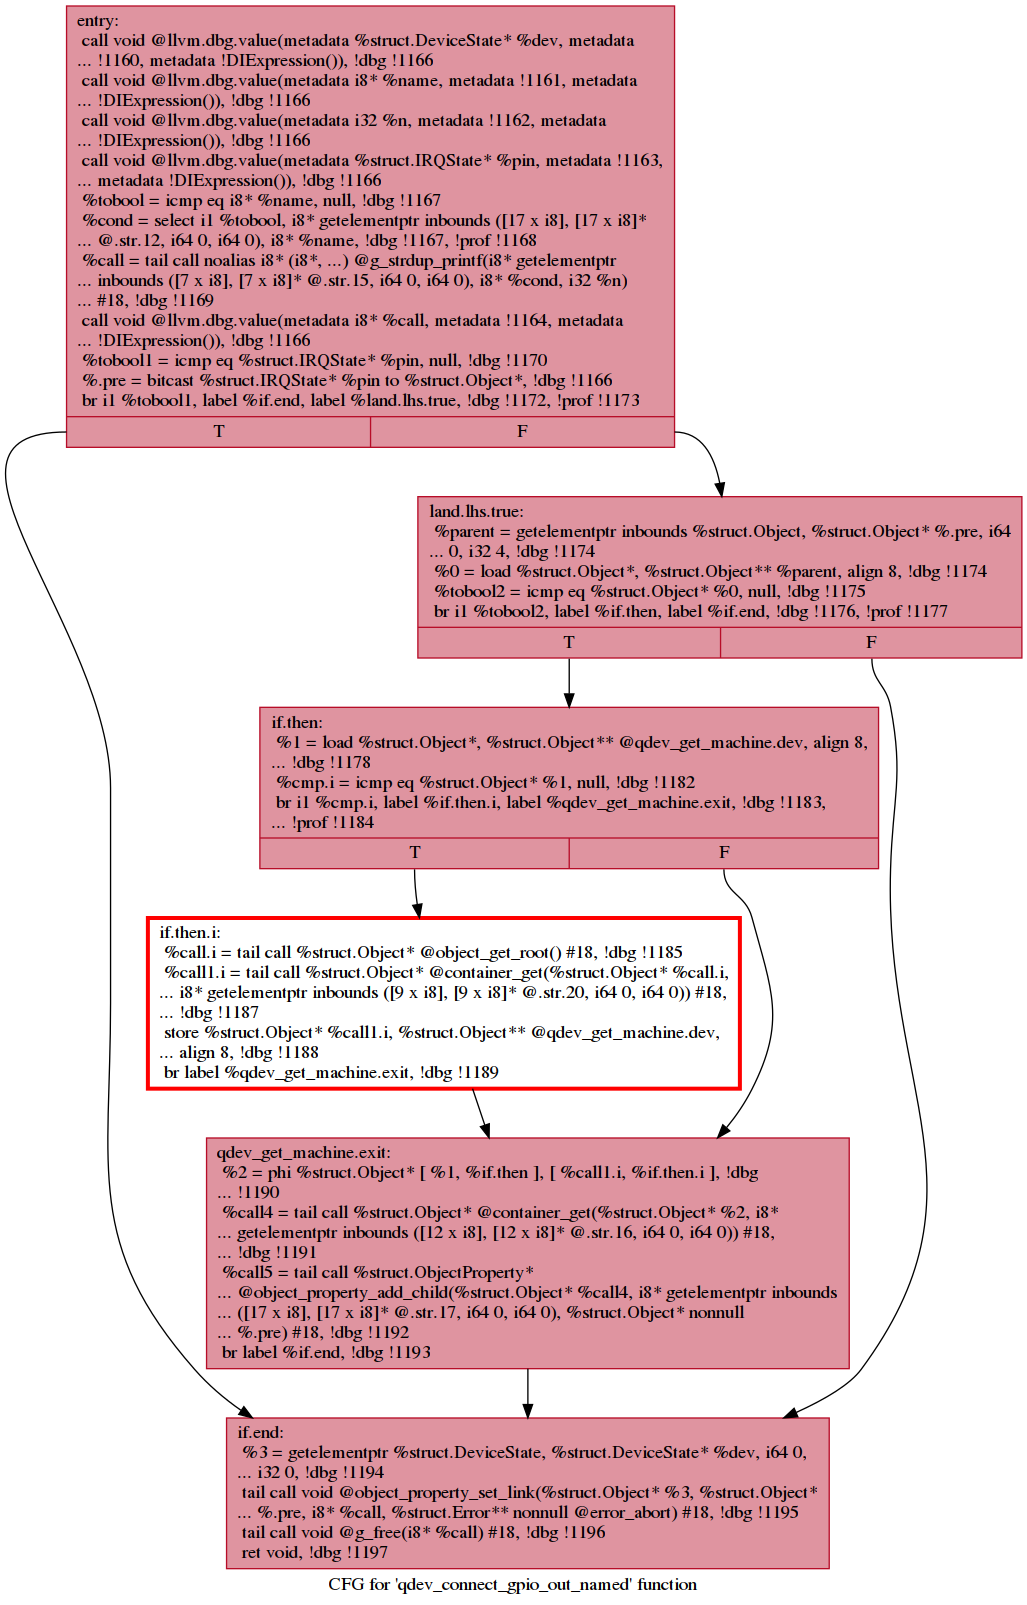 entry:
call void @llvm.dbg.value(metadata %struct.DeviceState* %dev, metadata
... !1160, metadata !DIExpression()), !dbg !1166
call void @llvm.dbg.value(metadata i8* %name, metadata !1161, metadata
... !DIExpression()), !dbg !1166
call void @llvm.dbg.value(metadata i32 %n, metadata !1162, metadata
... !DIExpression()), !dbg !1166
call void @llvm.dbg.value(metadata %struct.IRQState* %pin, metadata !1163,
... metadata !DIExpression()), !dbg !1166
%tobool = icmp eq i8* %name, null, !dbg !1167
%cond = select i1 %tobool, i8* getelementptr inbounds ([17 x i8], [17 x i8]*
... @.str.12, i64 0, i64 0), i8* %name, !dbg !1167, !prof !1168
%call = tail call noalias i8* (i8*, ...) @g_strdup_printf(i8* getelementptr
... inbounds ([7 x i8], [7 x i8]* @.str.15, i64 0, i64 0), i8* %cond, i32 %n)
... #18, !dbg !1169
call void @llvm.dbg.value(metadata i8* %call, metadata !1164, metadata
... !DIExpression()), !dbg !1166
%tobool1 = icmp eq %struct.IRQState* %pin, null, !dbg !1170
%.pre = bitcast %struct.IRQState* %pin to %struct.Object*, !dbg !1166
br i1 %tobool1, label %if.end, label %land.lhs.true, !dbg !1172, !prof !1173
T F
land.lhs.true:
%parent = getelementptr inbounds %struct.Object, %struct.Object* %.pre, i64
... 0, i32 4, !dbg !1174
%0 = load %struct.Object*, %struct.Object** %parent, align 8, !dbg !1174
%tobool2 = icmp eq %struct.Object* %0, null, !dbg !1175
br i1 %tobool2, label %if.then, label %if.end, !dbg !1176, !prof !1177
T F
if.then:
%1 = load %struct.Object*, %struct.Object** @qdev_get_machine.dev, align 8,
... !dbg !1178
%cmp.i = icmp eq %struct.Object* %1, null, !dbg !1182
br i1 %cmp.i, label %if.then.i, label %qdev_get_machine.exit, !dbg !1183,
... !prof !1184
T F
if.then.i:
%call.i = tail call %struct.Object* @object_get_root() #18, !dbg !1185
%call1.i = tail call %struct.Object* @container_get(%struct.Object* %call.i,
... i8* getelementptr inbounds ([9 x i8], [9 x i8]* @.str.20, i64 0, i64 0)) #18,
... !dbg !1187
store %struct.Object* %call1.i, %struct.Object** @qdev_get_machine.dev,
... align 8, !dbg !1188
br label %qdev_get_machine.exit, !dbg !1189
qdev_get_machine.exit:
%2 = phi %struct.Object* [ %1, %if.then ], [ %call1.i, %if.then.i ], !dbg
... !1190
%call4 = tail call %struct.Object* @container_get(%struct.Object* %2, i8*
... getelementptr inbounds ([12 x i8], [12 x i8]* @.str.16, i64 0, i64 0)) #18,
... !dbg !1191
%call5 = tail call %struct.ObjectProperty*
... @object_property_add_child(%struct.Object* %call4, i8* getelementptr inbounds
... ([17 x i8], [17 x i8]* @.str.17, i64 0, i64 0), %struct.Object* nonnull
... %.pre) #18, !dbg !1192
br label %if.end, !dbg !1193
if.end:
%3 = getelementptr %struct.DeviceState, %struct.DeviceState* %dev, i64 0,
... i32 0, !dbg !1194
tail call void @object_property_set_link(%struct.Object* %3, %struct.Object*
... %.pre, i8* %call, %struct.Error** nonnull @error_abort) #18, !dbg !1195
tail call void @g_free(i8* %call) #18, !dbg !1196
ret void, !dbg !1197
CFG for 'qdev_connect_gpio_out_named' function